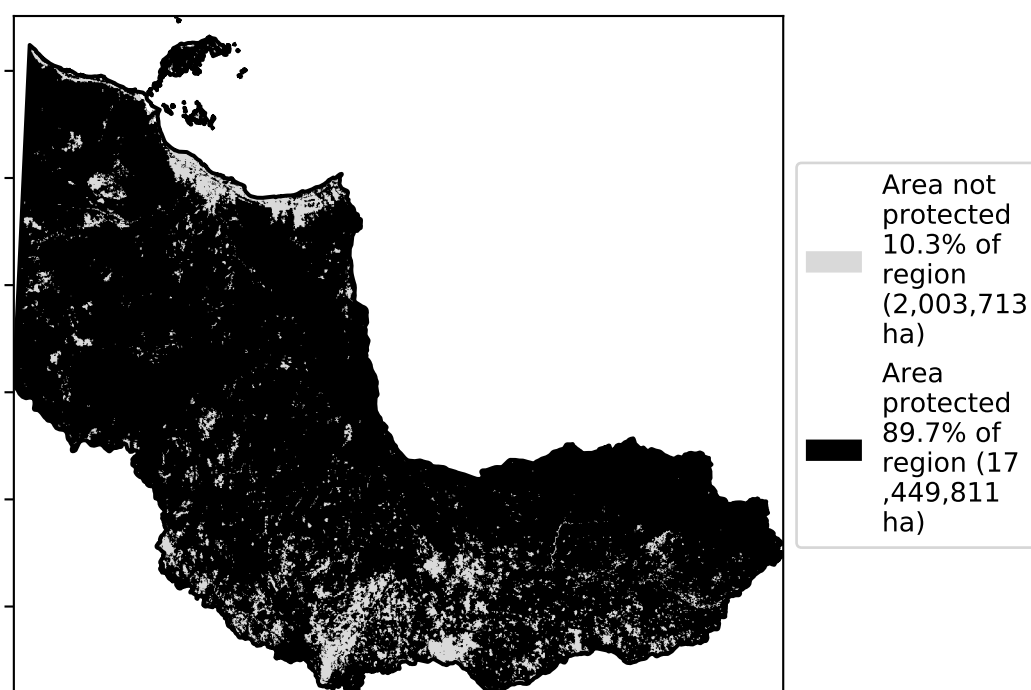 Area not
protected
10.3% of
region
(2,003,713
ha)
Area
protected
89.7% of
region (17
,449,811
ha)